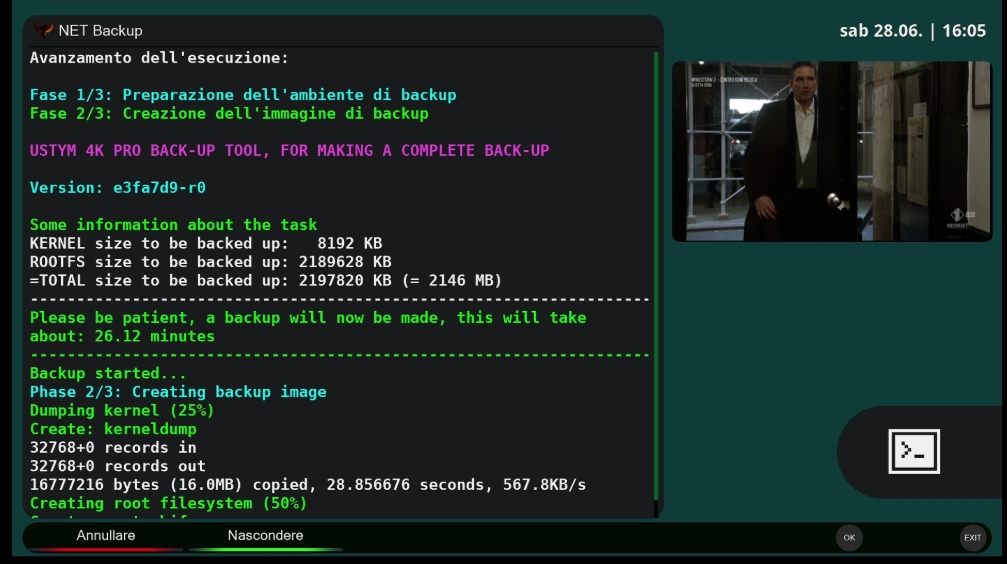 NET Backup
sab 28.06. | 16:05
Avanzamento dell'esecuzione:
Fase 1/3: Preparazione dell'ambiente di backup
Fase 2/3: Creazione dell'immagine di backup
USTYM 4K PRO BACK-UP TOOL, FOR MAKING A COMPLETE BACK-UP
Version: e3fa7d9-r0
Some information about the task
KERNEL size to be backed up:   8192 KB
ROOTFS size to be backed up: 2189628 KB
=TOTAL size to be backed up: 2197820 KB (= 2146 MB)
-------------------------------------------------------------------
Please be patient, a backup will now be made, this will take
about: 26.12 minutes
-------------------------------------------------------------------
Backup started...
Phase 2/3: Creating backup image
Dumping kernel (25%)
Create: kerneldump
32768+0 records in
32768+0 records out
16777216 bytes (16.0MB) copied, 28.856676 seconds, 567.8KB/s
Creating root filesystem (50%)
Annullare
Nascondere
OK
EXIT